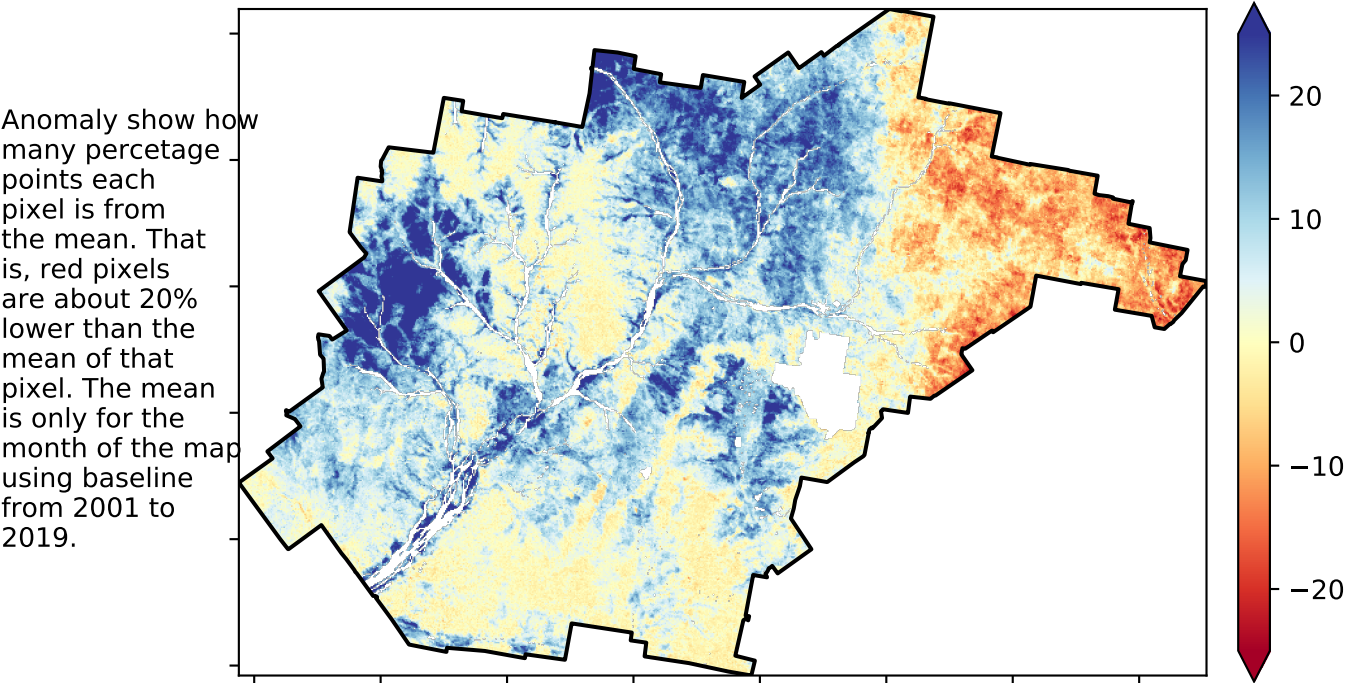 Anomaly show how
many percetage
points each
pixel is from
the mean. That
is, red pixels
are about 20%
lower than the
mean of that
pixel. The mean
is only for the
month of the map
using baseline
from 2001 to
2019.
20
10
0
−10
−20